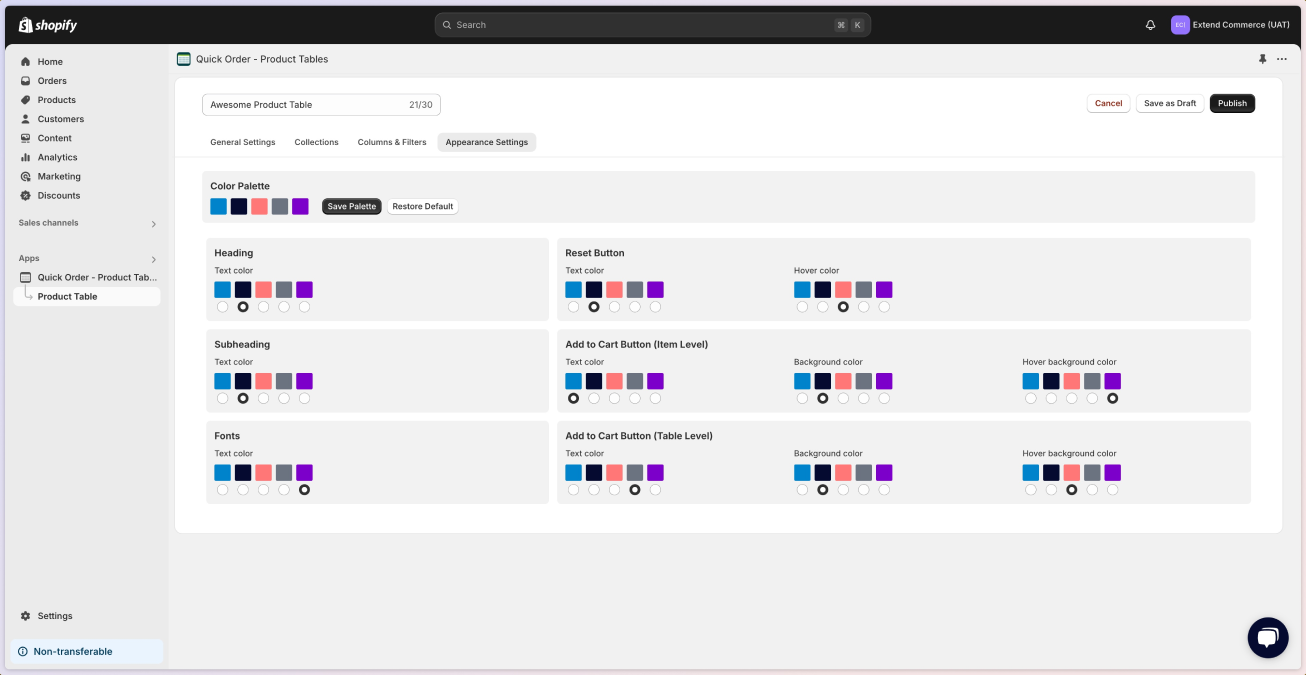 shopify
Search
⌘ K
EC(
Extend Commerce (UAT)
Home
Orders
Products
Customers
Content
Analytics
Marketing
Discounts
Sales channels
Apps
Quick Order - Product Tab...
Product Table
Settings
Non-transferable
Quick Order - Product Tables
Awesome Product Table 21/30
Cancel Save as Draft Publish
General Settings Collections Columns & Filters Appearance Settings
Color Palette
Save Palette Restore Default
Heading
Text color
Reset Button
Text color Hover color
Subheading
Text color
Add to Cart Button (Item Level)
Text color Background color Hover background color
Fonts
Text color
Add to Cart Button (Table Level)
Text color Background color Hover background color